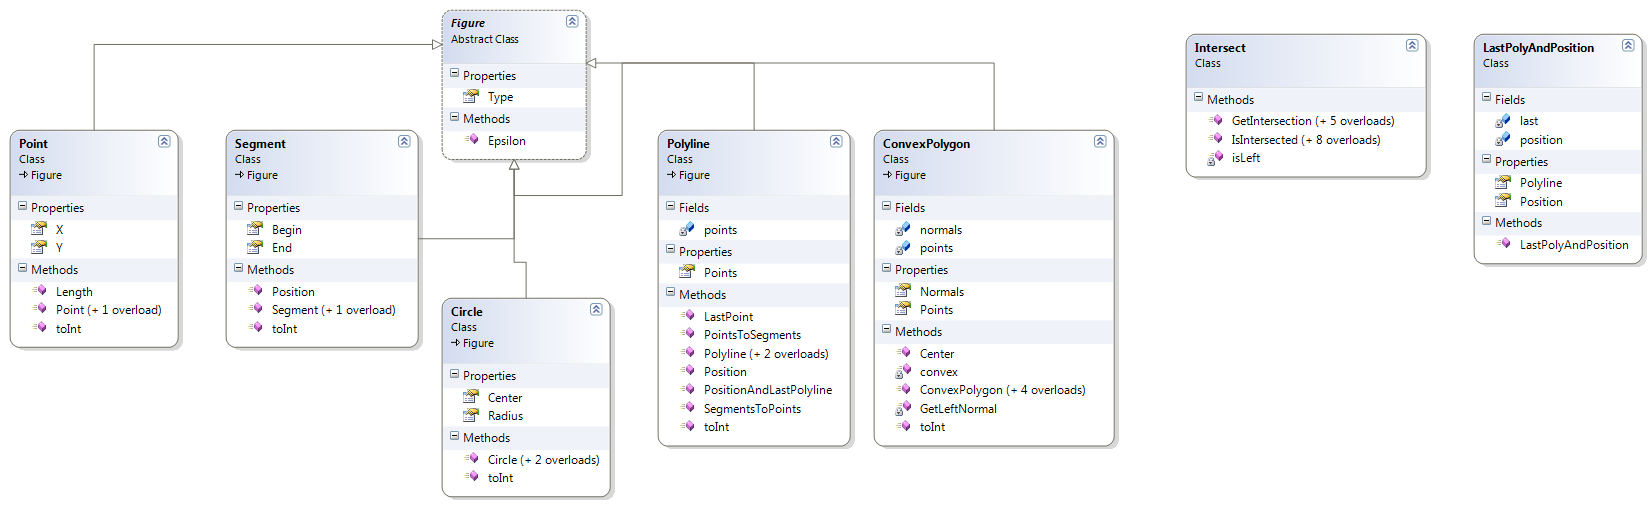 Figure
Abstract Class
Properties
Type
Methods
Epsilon
Point
Class
Figure
Properties
X
Y
Methods
Length
Point (+ 1 overload)
toInt
Segment
Class
Figure
Properties
Begin
End
Methods
Position
Segment (+ 1 overload)
toInt
Circle
Class
Figure
Properties
Center
Radius
Methods
Circle (+ 2 overloads)
toInt
Polyline
Class
Figure
Fields
points
Properties
Points
Methods
LastPoint
PointsToSegments
Polyline (+ 2 overloads)
Position
PositionAndLastPolyline
SegmentsToPoints
toInt
ConvexPolygon
Class
Figure
Fields
normals
points
Properties
Normals
Points
Methods
Center
convex
ConvexPolygon (+ 4 overloads)
GetLeftNormal
toInt
Intersect
Class
Methods
GetIntersection (+ 5 overloads)
IsIntersected (+ 8 overloads)
isLeft
LastPolyAndPosition
Class
Fields
last
position
Properties
Polyline
Position
Methods
LastPolyAndPosition